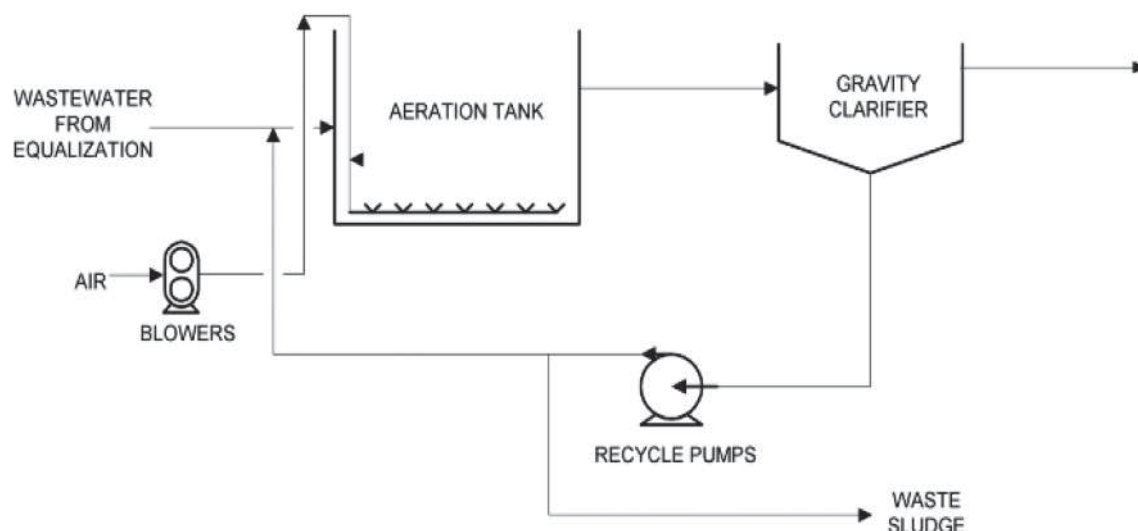 WASTEWATER
FROM
EQUALIZATION
AERATION TANK
GRAVITY
CLARIFIER
AIR
BLOWERS
RECYCLE PUMPS
WASTE
SLUDGE